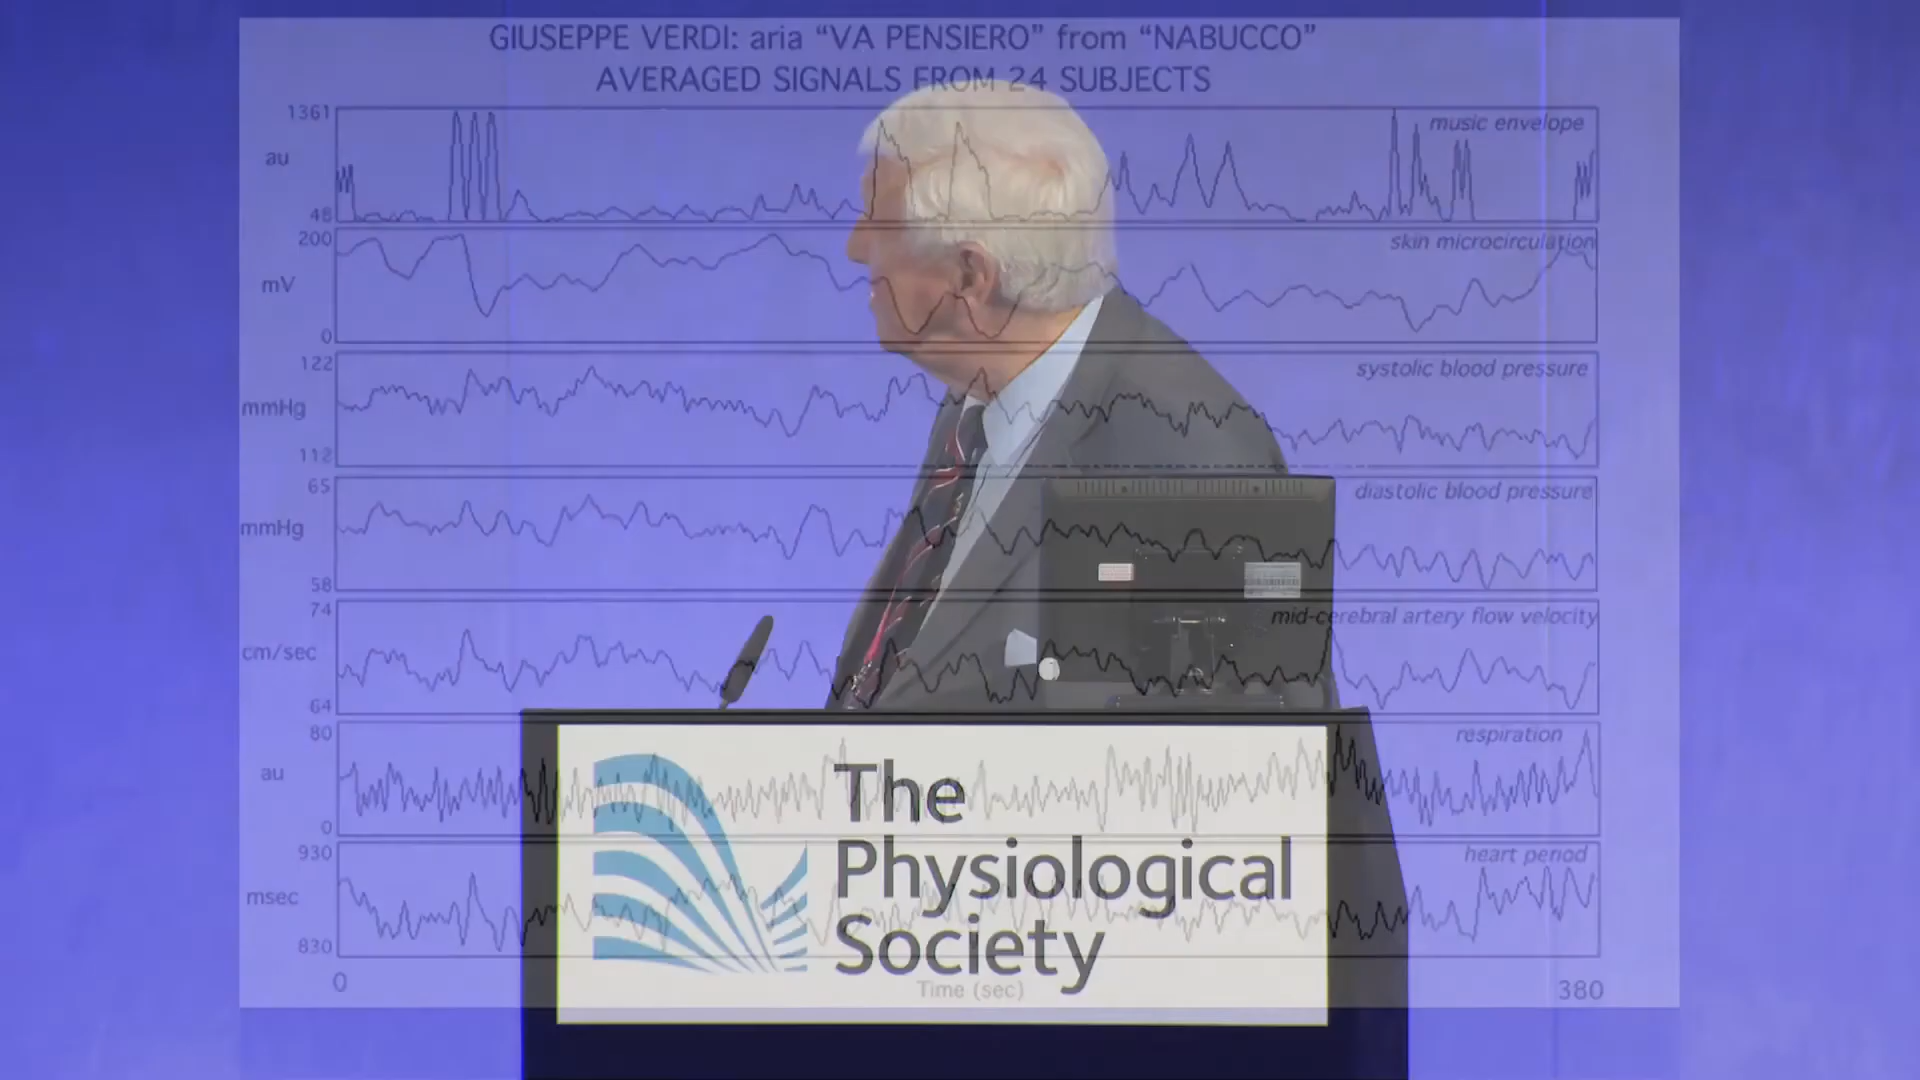 GIUSEPPE VERDI: aria “VA PENSIERO” from “NABUCCO”
AVERAGED SIGNALS FROM 24 SUBJECTS
1361
au
48
music envelope
200
mV
0
skin microcirculation
122
mmHg
112
systolic blood pressure
65
mmHg
58
diastolic blood pressure
74
cm/sec
64
mid-cerebral artery flow velocity
80
au
0
respiration
930
msec
830
heart period
0
Time (sec)
380
The
Physiological
Society